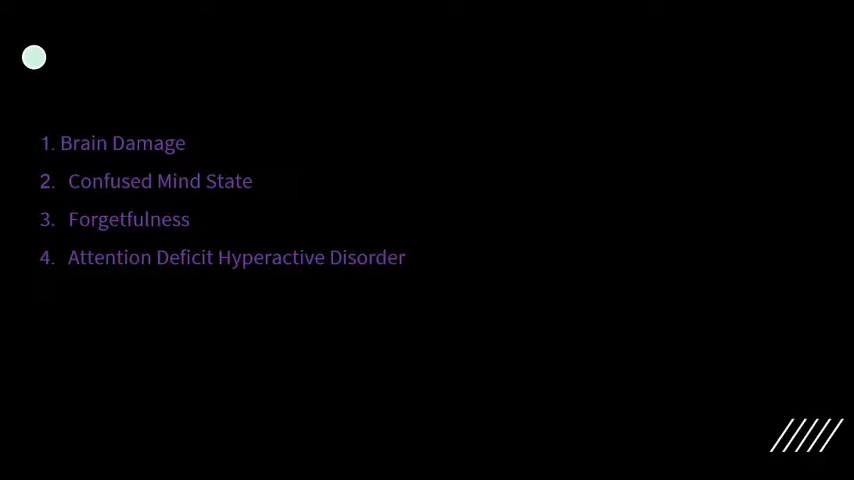 1. Brain Damage
2. Confused Mind State
3. Forgetfulness
4. Attention Deficit Hyperactive Disorder